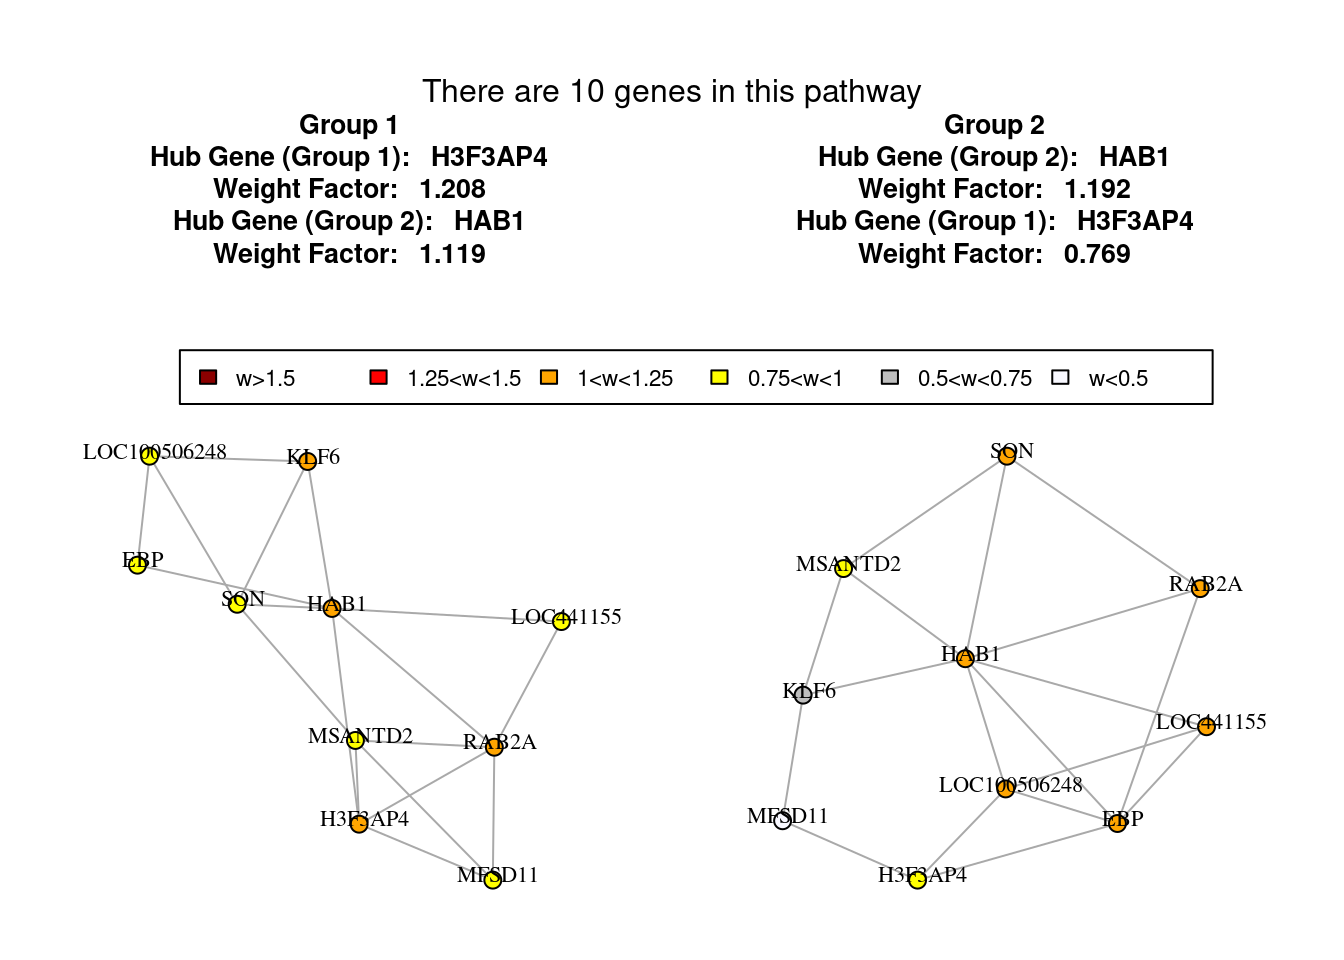 There are 10 genes in this pathway
Group 1
Hub Gene (Group 1): H3F3AP4
Weight Factor: 1.208
Hub Gene (Group 2): HAB1
Weight Factor: 1.119
Group 2
Hub Gene (Group 2): HAB1
Weight Factor: 1.192
Hub Gene (Group 1): H3F3AP4
Weight Factor: 0.769
w>1.5
1.25<w<1.5
1<w<1.25
0.75<w<1
0.5<w<0.75
w<0.5
LOC100506248
KLF6
EBP
SON
HAB1
LOC441155
MSANTD2
RAB2A
H3F3AP4
MFSD11
SON
MSANTD2
RAB2A
HAB1
KLF6
LOC441155
LOC100506248
MFSD11
EBP
H3F3AP4